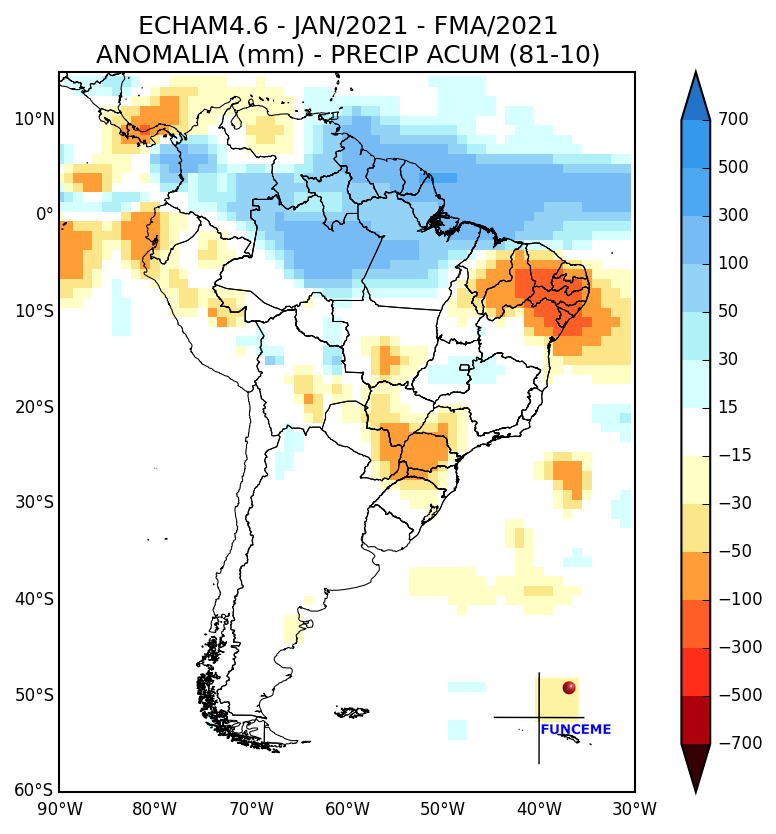 ECHAM4.6 - JAN/2021 - FMA/2021
ANOMALIA (mm) - PRECIP ACUM (81-10)
10°N
0°
10°S
20°S
30°S
40°S
50°S
60°S
90°W 80°W 70°W 60°W 50°W 40°W 30°W
700
500
300
100
50
30
15
−15
−30
−50
−100
−300
−500
−700
FUNCEME